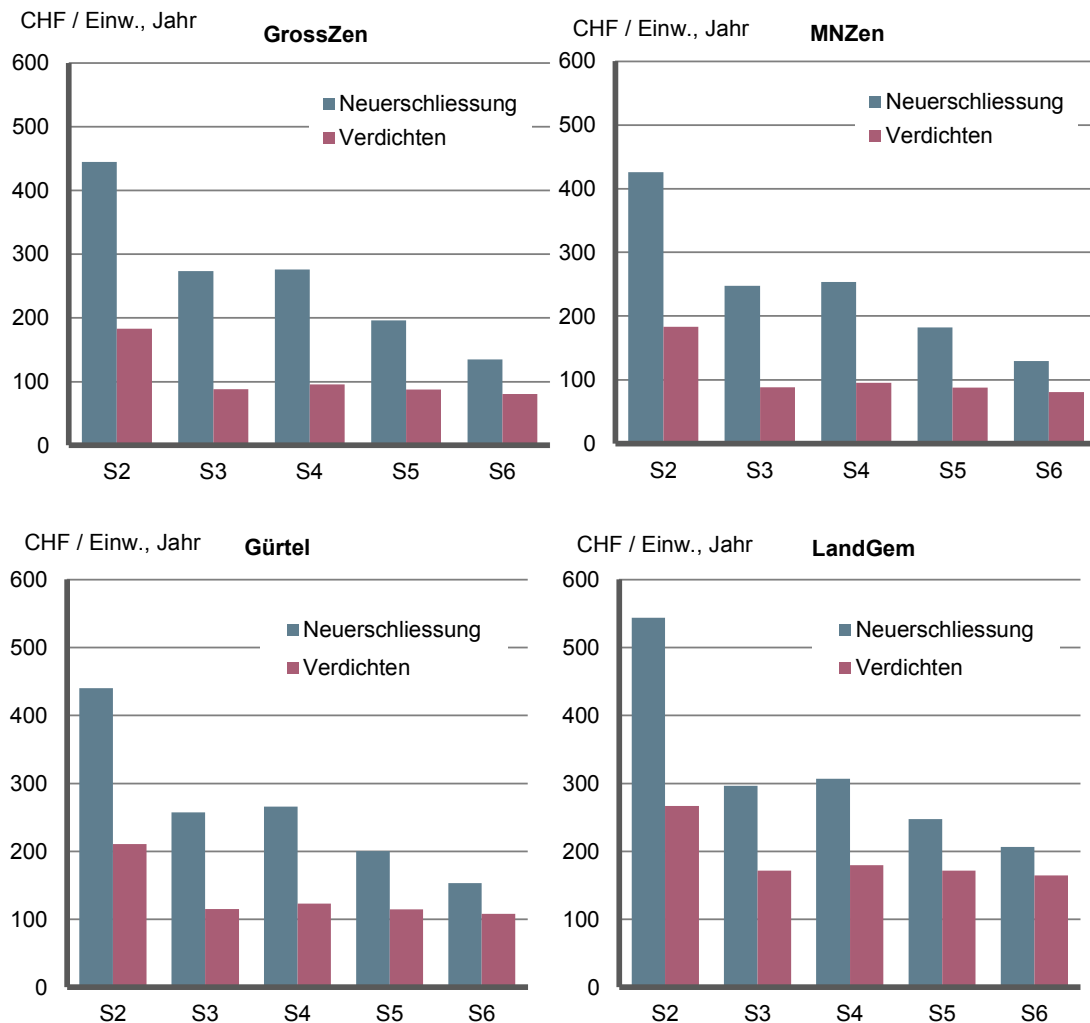 CHF / Einw., Jahr
GrossZen
600
500
400
300
200
100
0
Neuerschliessung
Verdichten
S2 S3 S4 S5 S6
CHF / Einw., Jahr
MNZen
600
500
400
300
200
100
0
Neuerschliessung
Verdichten
S2 S3 S4 S5 S6
CHF / Einw., Jahr
Gürtel
600
500
400
300
200
100
0
Neuerschliessung
Verdichten
S2 S3 S4 S5 S6
CHF / Einw., Jahr
LandGem
600
500
400
300
200
100
0
Neuerschliessung
Verdichten
S2 S3 S4 S5 S6